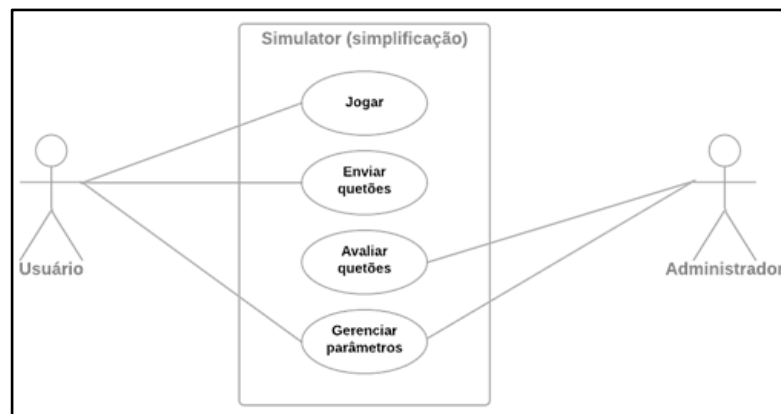 Simulator (simplificação)
Jogar
Enviar
quetões
Avaliar
quetões
Usuário
Administrador
Gerenciar
parâmetros